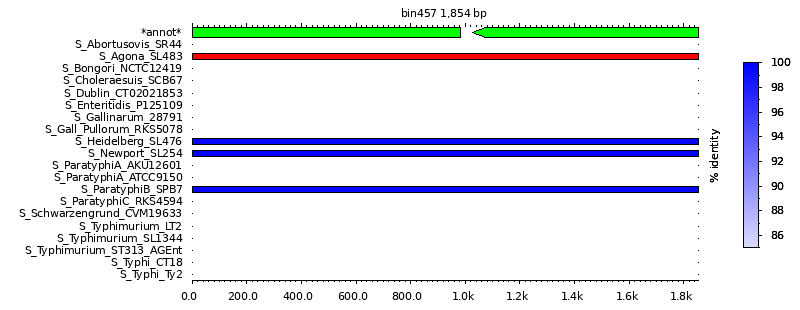 bin457 1,854 bp
*annot*
S_Abortusovis_SR44
S_Agona_SL483
S_Bongori_NCTC12419
S_Choleraesuis_SCB67
S_Dublin_CT02021853
S_Enteritidis_P125109
S_Gallinarum_28791
S_Gall_Pullorum_RKS5078
S_Heidelberg_SL476
S_Newport_SL254
S_ParatyphiA_AKU12601
S_ParatyphiA_ATCC9150
S_ParatyphiB_SPB7
S_ParatyphiC_RKS4594
S_Schwarzengrund_CVM19633
S_Typhimurium_LT2
S_Typhimurium_SL1344
S_Typhimurium_ST313_AGEnt
S_Typhi_CT18
S_Typhi_Ty2
0.0 200.0 400.0 600.0 800.0 1.0k 1.2k 1.4k 1.6k 1.8k
% identity
100
98
96
94
92
90
88
86